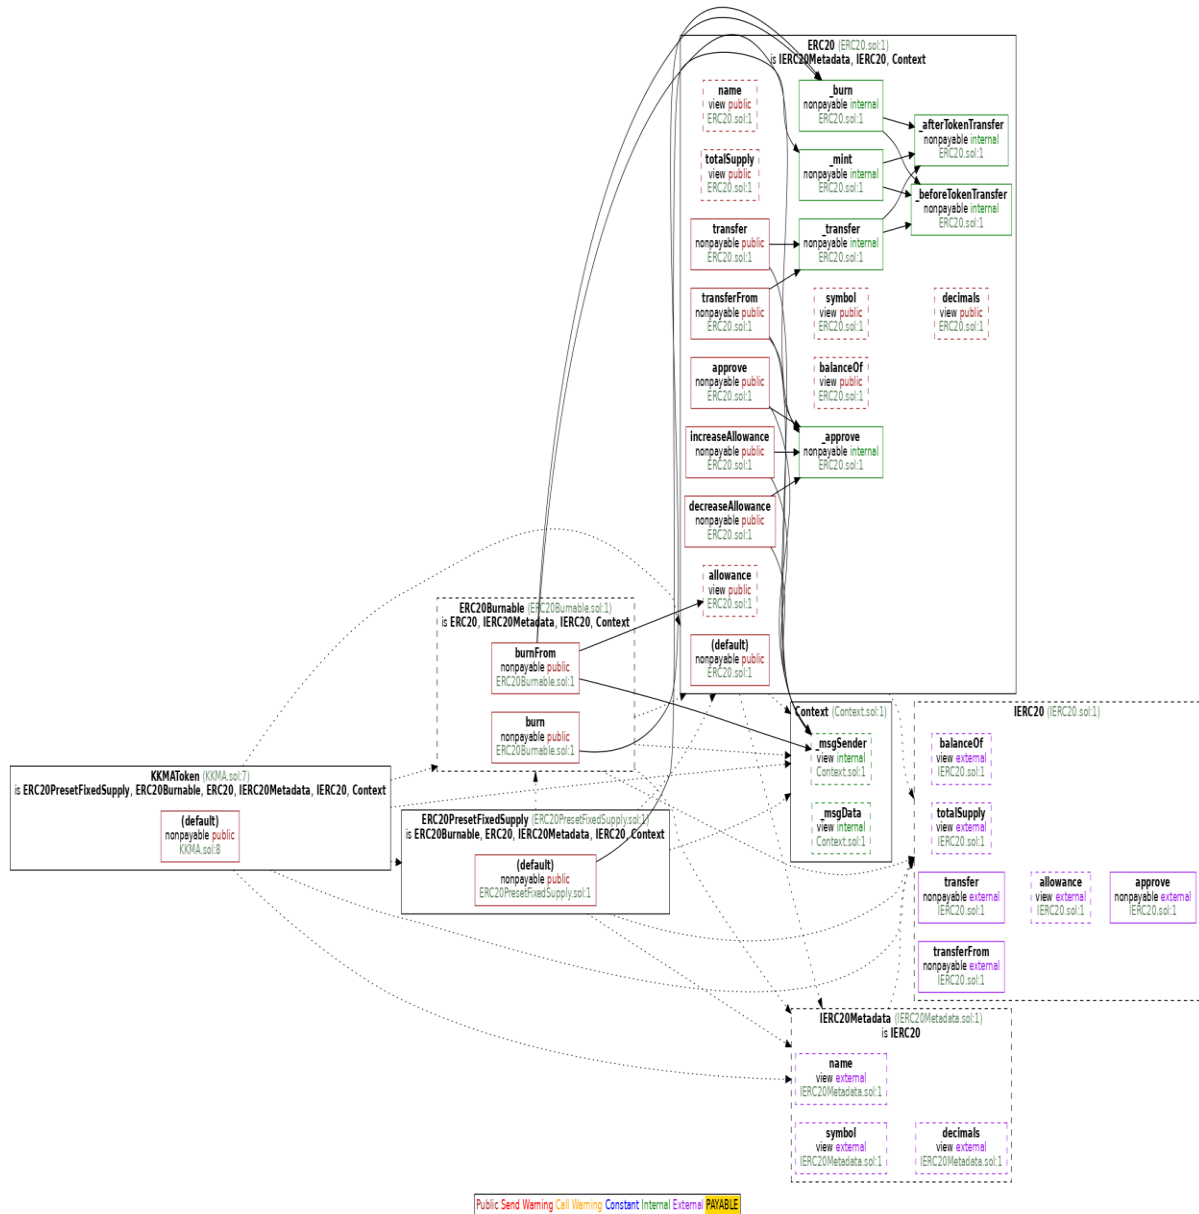 ERC20 (ERC20.sol:1)
is IERC20Metadata, IERC20, Context
name
view public
ERC20.sol:1
_burn
nonpayable internal
ERC20.sol:1
_afterTokenTransfer
nonpayable internal
ERC20.sol:1
totalSupply
view public
ERC20.sol:1
_mint
nonpayable internal
ERC20.sol:1
_beforeTokenTransfer
nonpayable internal
ERC20.sol:1
transfer
nonpayable public
ERC20.sol:1
_transfer
nonpayable internal
ERC20.sol:1
transferFrom
nonpayable public
ERC20.sol:1
symbol
view public
ERC20.sol:1
decimals
view public
ERC20.sol:1
approve
nonpayable public
ERC20.sol:1
balanceOf
view public
ERC20.sol:1
increaseAllowance
nonpayable public
ERC20.sol:1
_approve
nonpayable internal
ERC20.sol:1
decreaseAllowance
nonpayable public
ERC20.sol:1
allowance
view public
ERC20.sol:1
(default)
nonpayable public
ERC20.sol:1
ERC20Burnable (ERC20Burnable.sol:1)
is ERC20, IERC20Metadata, IERC20, Context
burnFrom
nonpayable public
ERC20Burnable.sol:1
burn
nonpayable public
ERC20Burnable.sol:1
KKMAToken (KKMA.sol:7)
is ERC20PresetFixedSupply, ERC20Burnable, ERC20, IERC20Metadata, IERC20, Context
(default)
nonpayable public
KKMA.sol:8
ERC20PresetFixedSupply (ERC20PresetFixedSupply.sol:1)
is ERC20Burnable, ERC20, IERC20Metadata, IERC20, Context
(default)
nonpayable public
ERC20PresetFixedSupply.sol:1
Context (Context.sol:1)
_msgSender
view internal
Context.sol:1
_msgData
view internal
Context.sol:1
IERC20 (IERC20.sol:1)
balanceOf
view external
IERC20.sol:1
totalSupply
view external
IERC20.sol:1
transfer
nonpayable external
IERC20.sol:1
allowance
view external
IERC20.sol:1
approve
nonpayable external
IERC20.sol:1
transferFrom
nonpayable external
IERC20.sol:1
IERC20Metadata (IERC20Metadata.sol:1)
is IERC20
name
view external
IERC20Metadata.sol:1
symbol
view external
IERC20Metadata.sol:1
decimals
view external
IERC20Metadata.sol:1
Public Send Warning Call Warning Constant Internal External PAYABLE